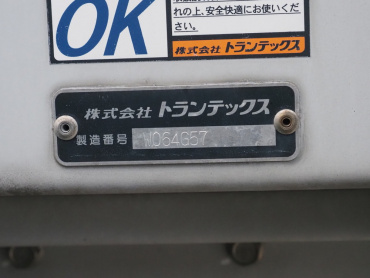 OK
れの上、安全快適にお使いくだ
さい。
株式会社 トランテックス
株式会社 トランテックス
製造番号 WD64G57